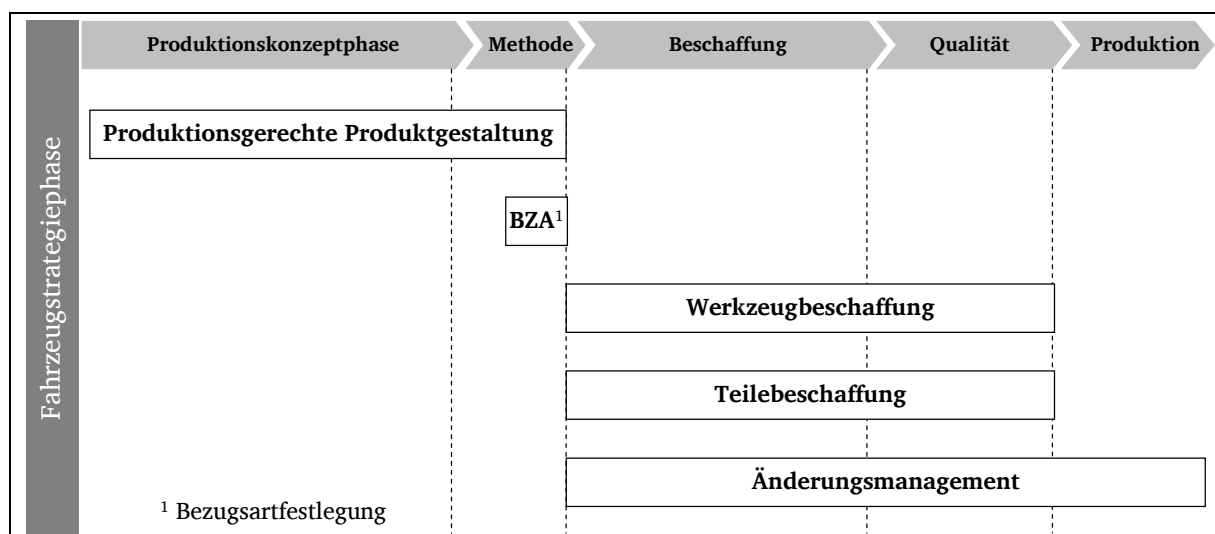 Produktionskonzeptphase Methode Beschaffung Qualität Produktion
Fahrzeugstrategiephase
Produktionsgerechte Produktgestaltung
BZA¹
Werkzeugbeschaffung
Teilebeschaffung
Änderungsmanagement
¹ Bezugsartfestlegung